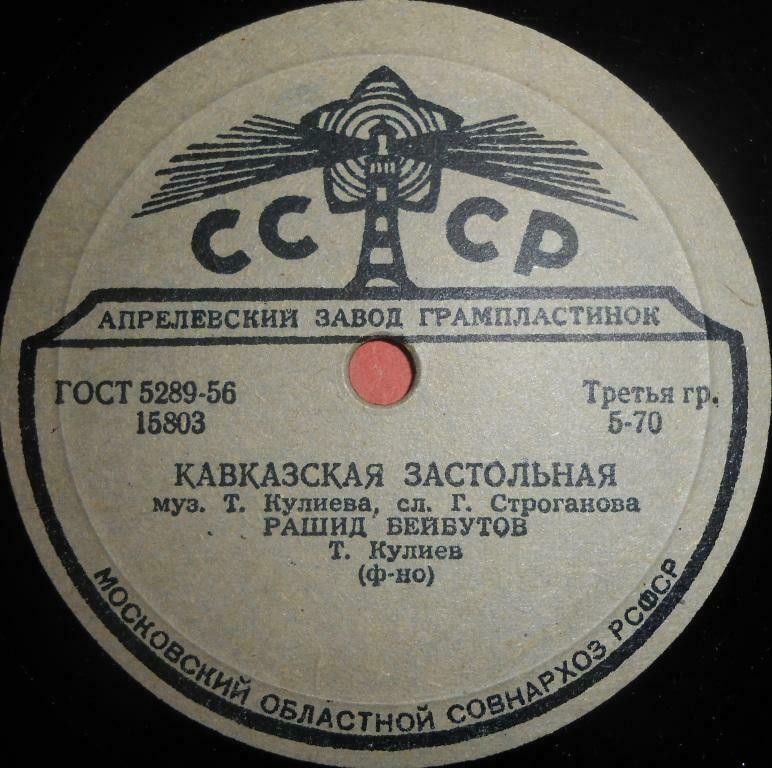 СССР
АПРЕЛЕВСКИЙ ЗАВОД ГРАМПЛАСТИНОК
ГОСТ 5289-56
15803
Третья гр.
5-70
КАВКАЗСКАЯ ЗАСТОЛЬНАЯ
муз. Т. Кулиева, сл. Г. Строганова
РАШИД БЕЙБУТОВ
Т. Кулиев
(ф-но)
МОСКОВСКИЙ ОБЛАСТНОЙ СОВНАРХОЗ РСФСР